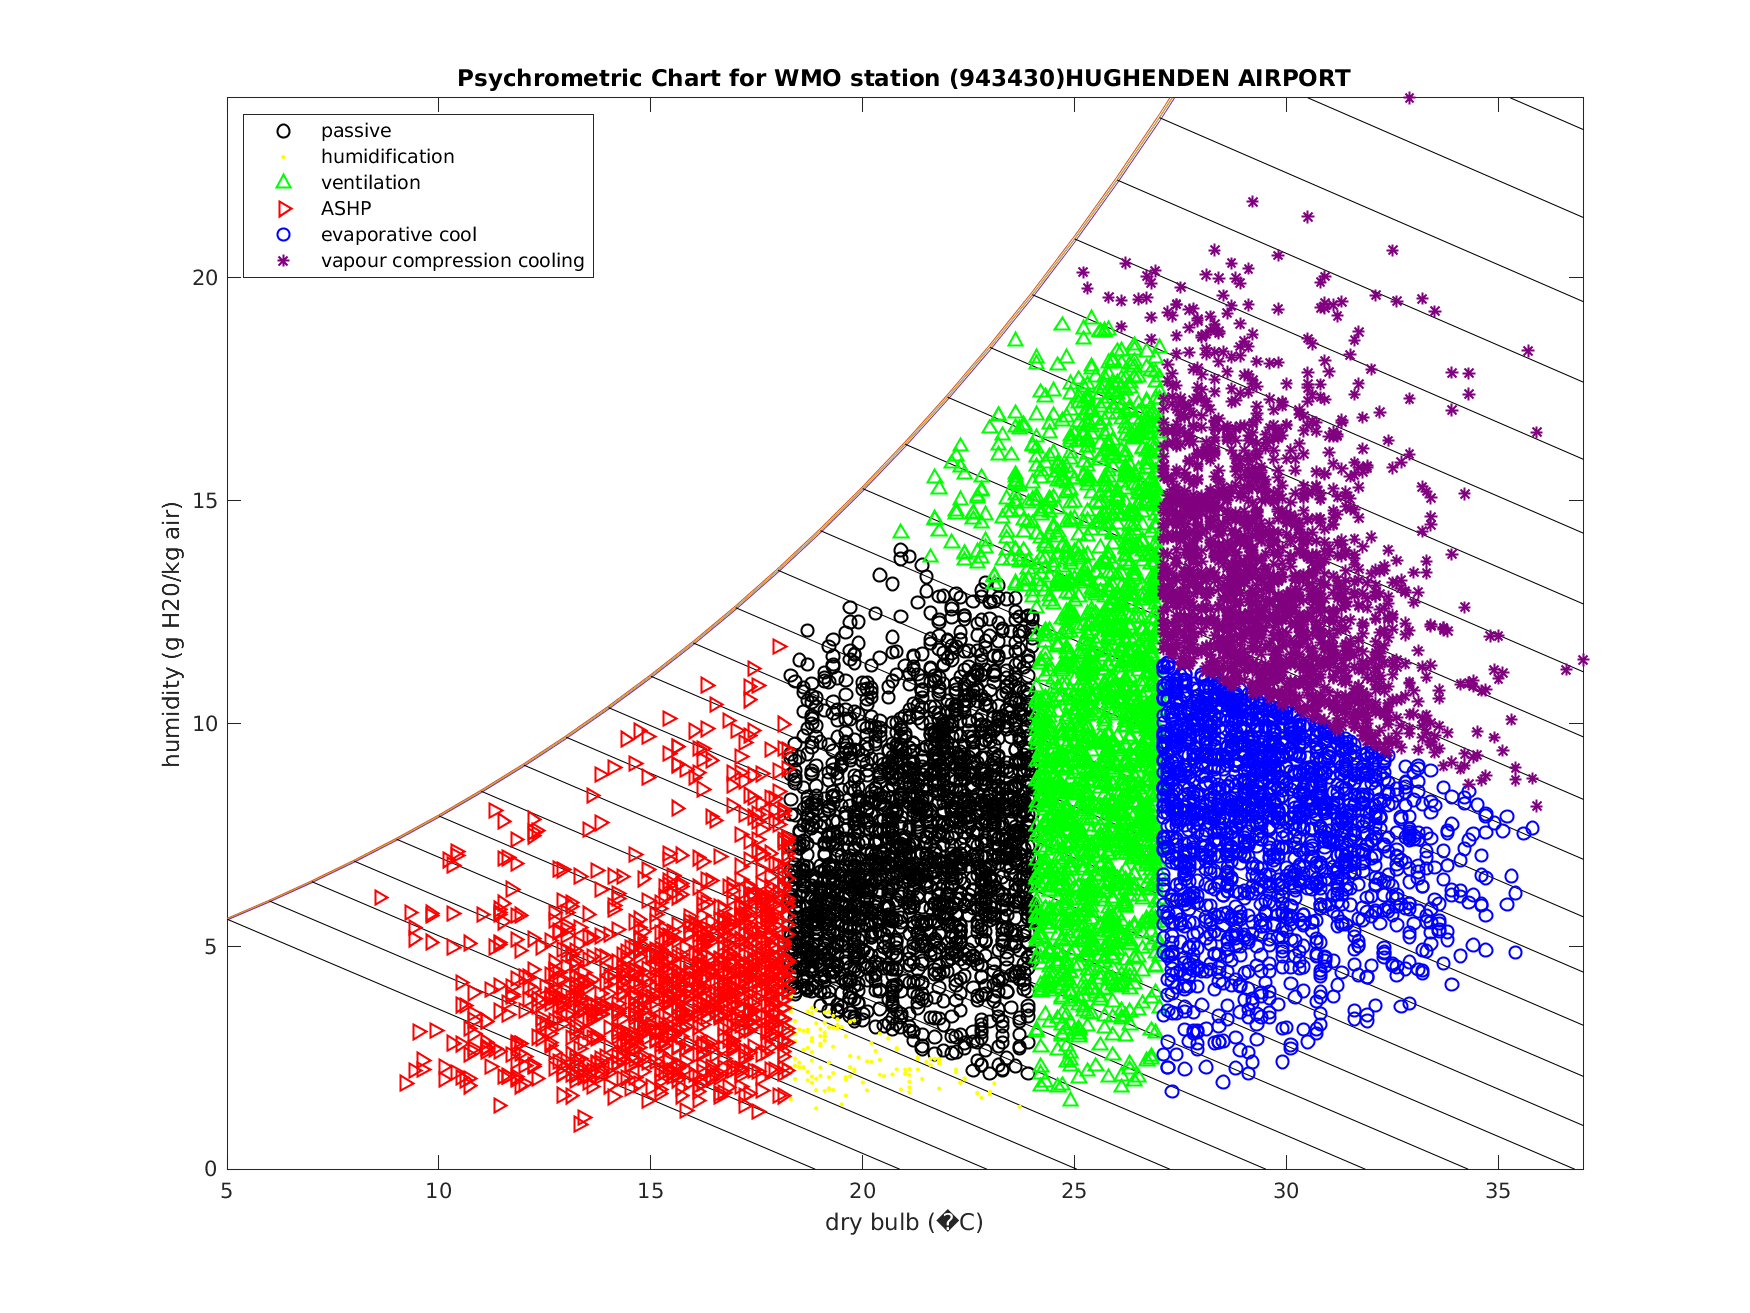 Psychrometric Chart for WMO station (943430)HUGHENDEN AIRPORT
passive
humidification
ventilation
ASHP
evaporative cool
vapour compression cooling
humidity (g H20/kg air)
20
15
10
5
0
5 10 15 20 25 30 35
dry bulb (�C)